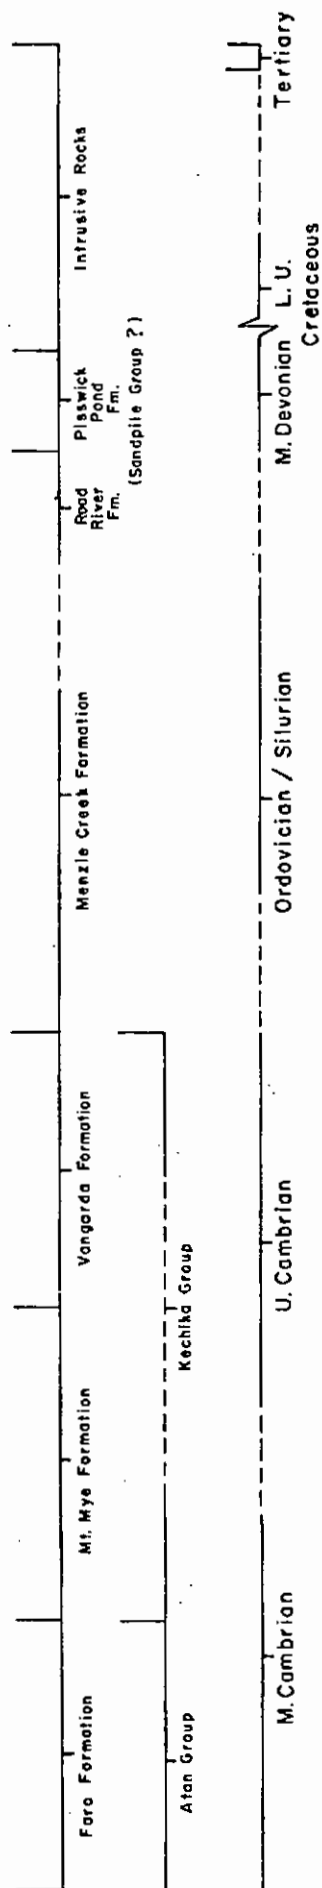 Faro Formation
Mt. Mye Formation
Vangorda Formation
Menzie Creek Formation
Road
River
Fm.
Plaswick
Pond
Fm.
(Sandpile Group ?)
Intrusive Rocks
Atan Group
Kechika Group
M. Cambrian
U. Cambrian
Ordovician / Silurian
M. Devonian
L. U.
Cretaceous
Tertiary